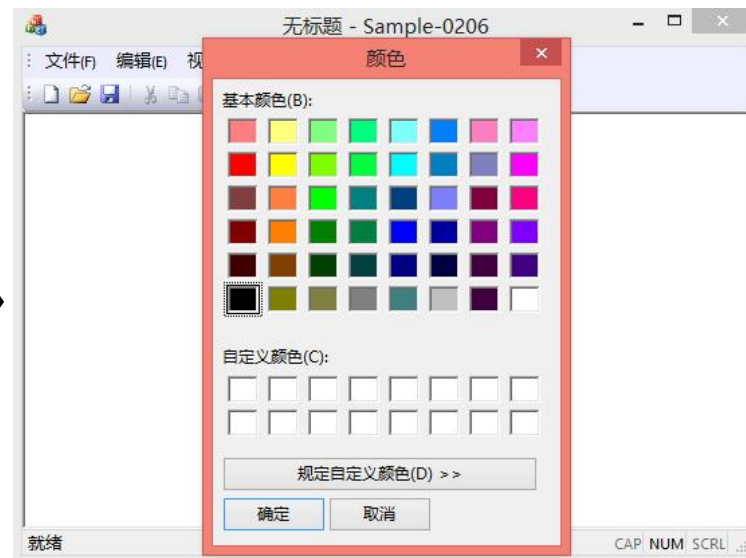 无标题 - Sample-0206
颜色
文件(F) 编辑(E) 视
基本颜色(B):
自定义颜色(C):
规定自定义颜色(D) >>
确定 取消
就绪 CAP NUM SCRL